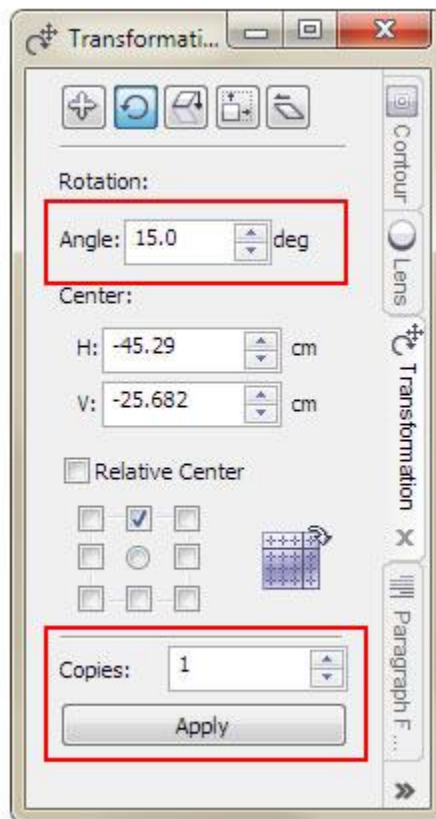 Transformati...
Rotation:
Angle: 15.0 deg
Center:
H: -45.29 cm
V: -25.682 cm
Relative Center
Copies: 1
Apply
Contour
Lens
Transformation
Paragraph F ...